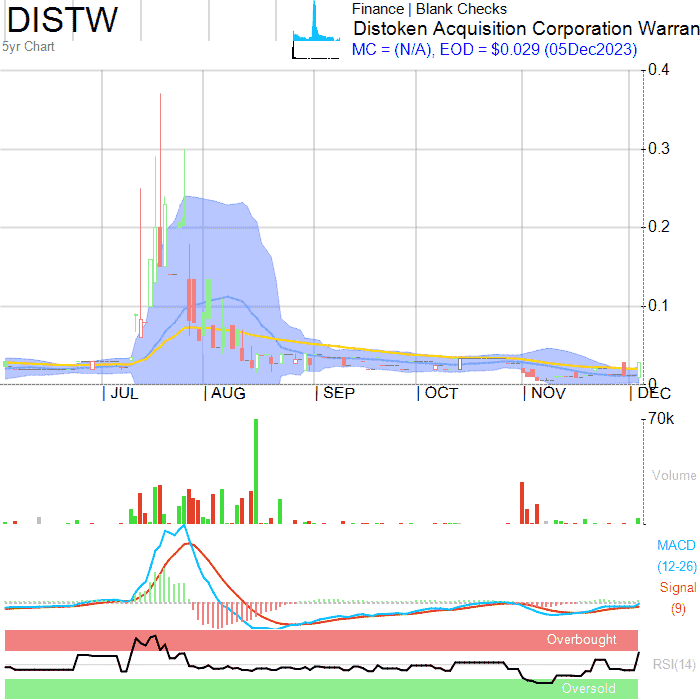 DISTW
5yr Chart
Finance | Blank Checks
Distoken Acquisition Corporation Warran
MC = (N/A), EOD = $0.029 (05Dec2023)
0.4
0.3
0.2
0.1
0
JUL AUG SEP OCT NOV DEC
70k
Volume
MACD
(12-26)
Signal
(9)
Overbought
RSI(14)
Oversold